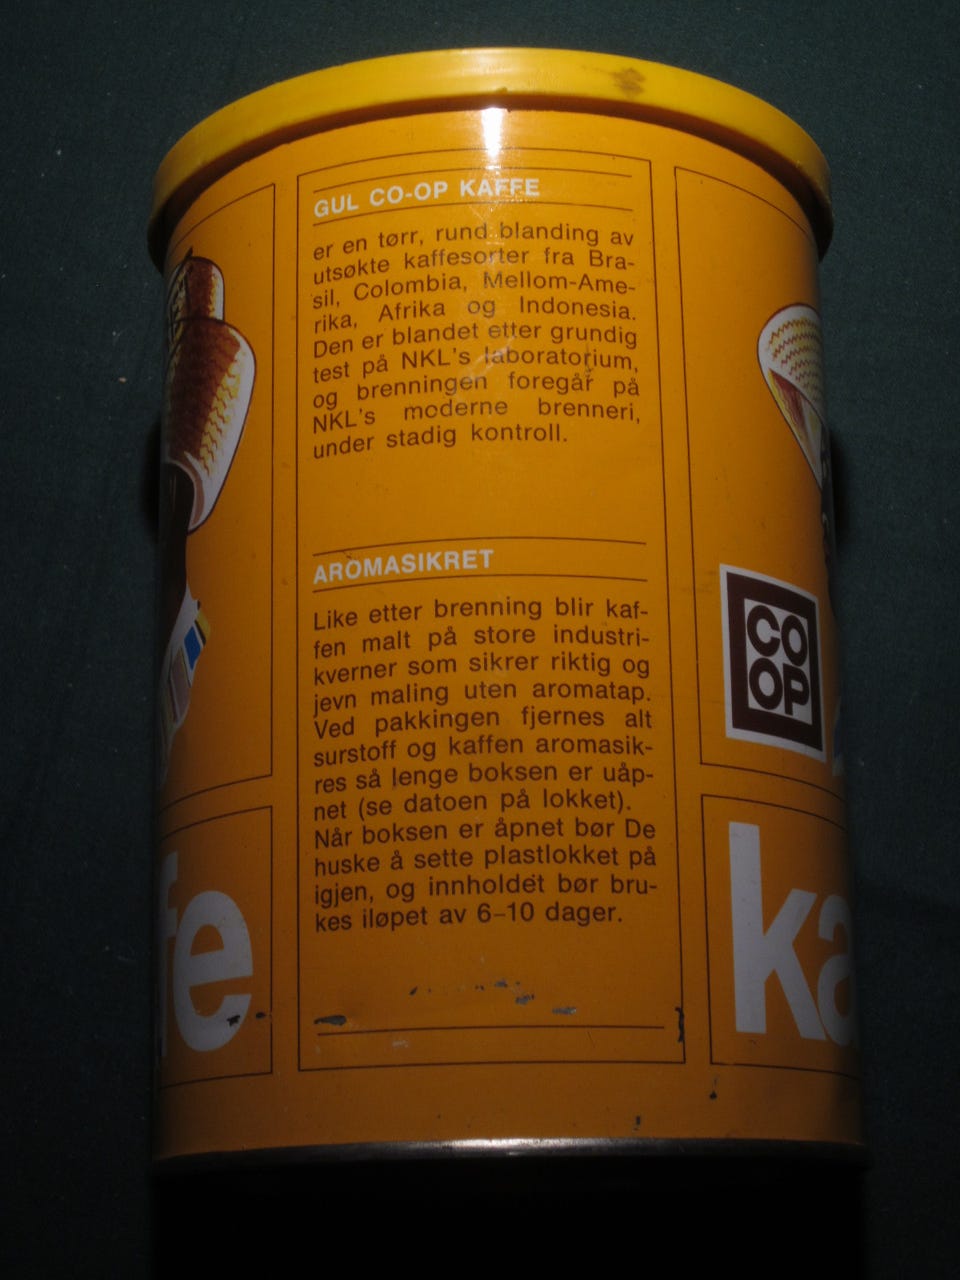 GUL CO-OP KAFFE
er en tørr, rund blanding av
utsøkte kaffesorter fra Bra-
sil, Colombia, Mellom-Ame-
rika, Afrika og Indonesia.
Den er blandet etter grundig
test på NKL's laboratorium,
og brenningen foregår på
NKL's moderne brenneri,
under stadig kontroll.
AROMASIKRET
Like etter brenning blir kaf-
fen malt på store industri-
kverner som sikrer riktig og
jevn maling uten aromatap.
Ved pakkingen fjernes alt
surstoff og kaffen aromasik-
res så lenge boksen er uåp-
net (se datoen på lokket).
Når boksen er åpnet bør De
huske å sette plastlokket på
igjen, og innholdet bør bru-
kes iløpet av 6-10 dager.
fe
CO
OP
ka